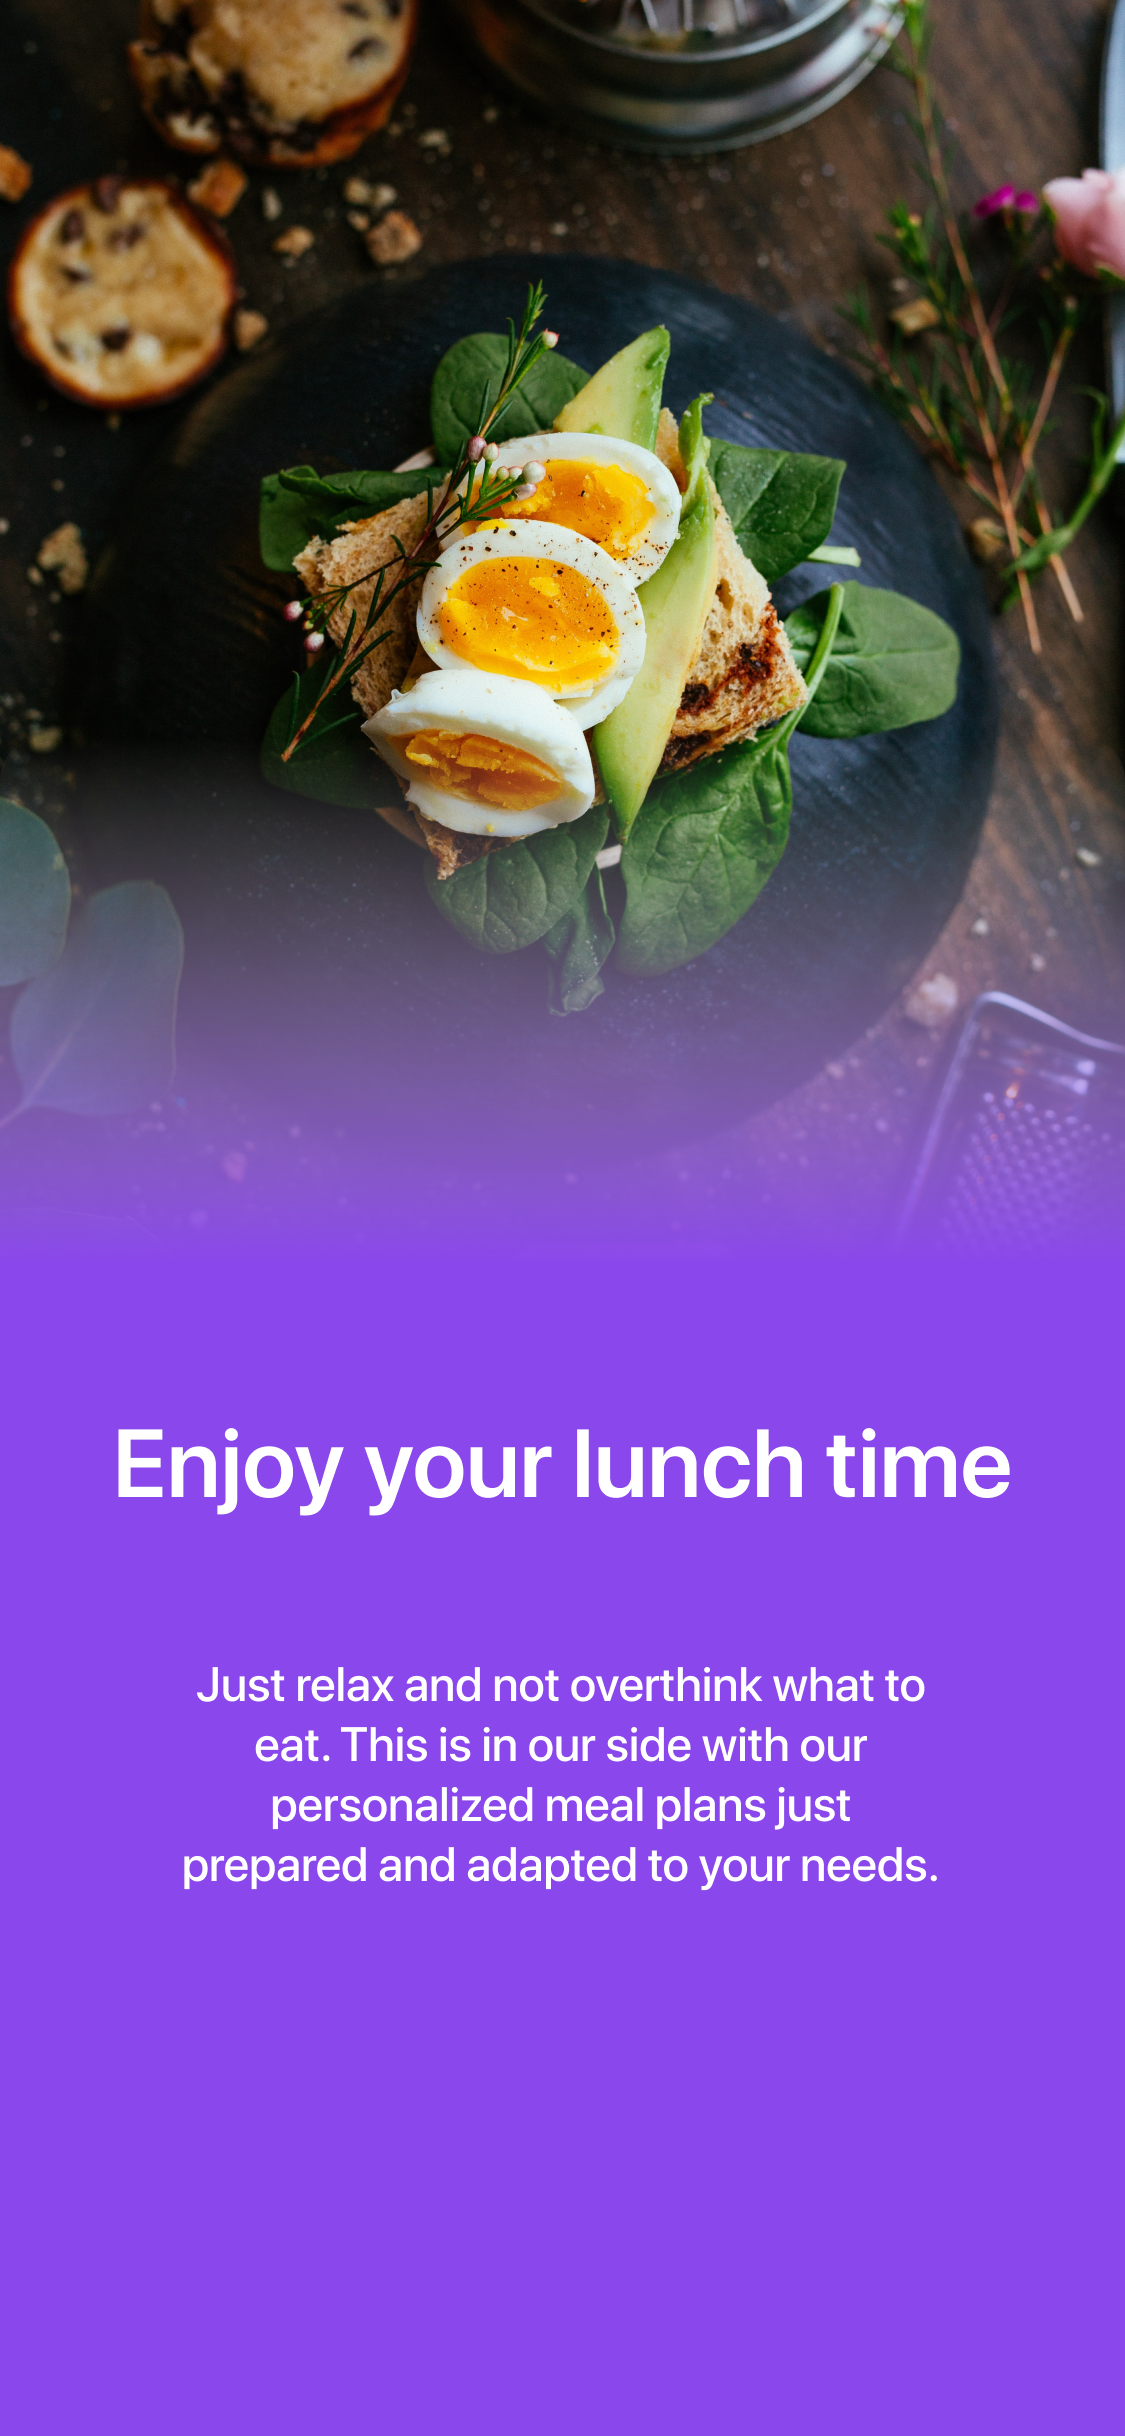 Enjoy your lunch time
Just relax and not overthink what to
eat. This is in our side with our
personalized meal plans just
prepared and adapted to your needs.